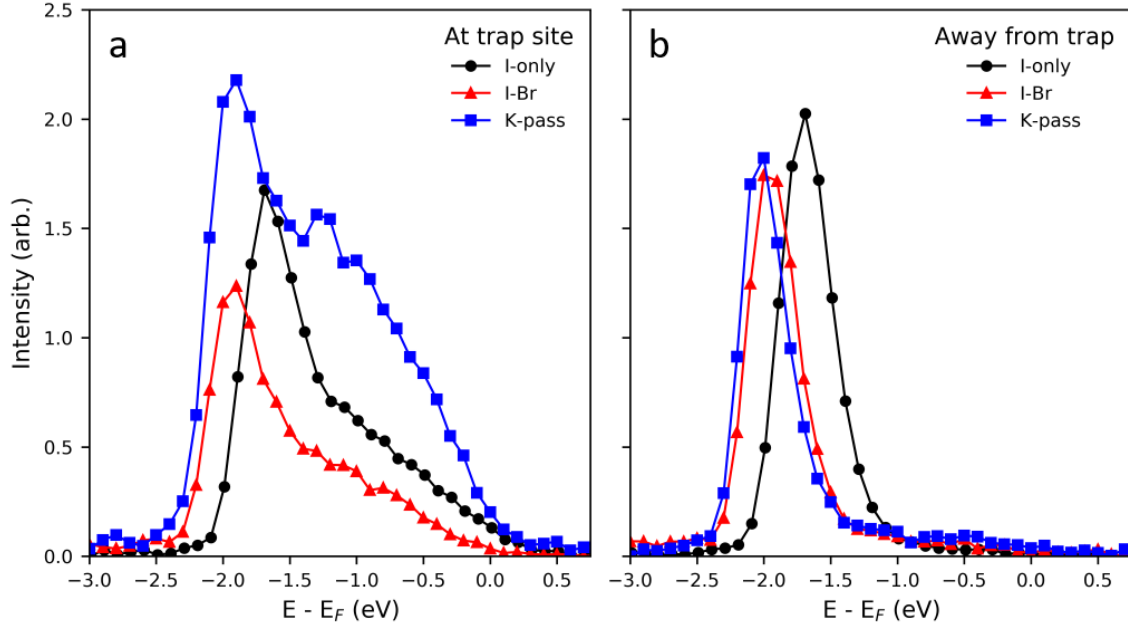 a
At trap site
I-only
I-Br
K-pass
b
Away from trap
I-only
I-Br
K-pass
Intensity (arb.)
2.5
2.0
1.5
1.0
0.5
0.0
-3.0 -2.5 -2.0 -1.5 -1.0 -0.5 0.0 0.5
-3.0 -2.5 -2.0 -1.5 -1.0 -0.5 0.0 0.5
E - E_F (eV)
E - E_F (eV)